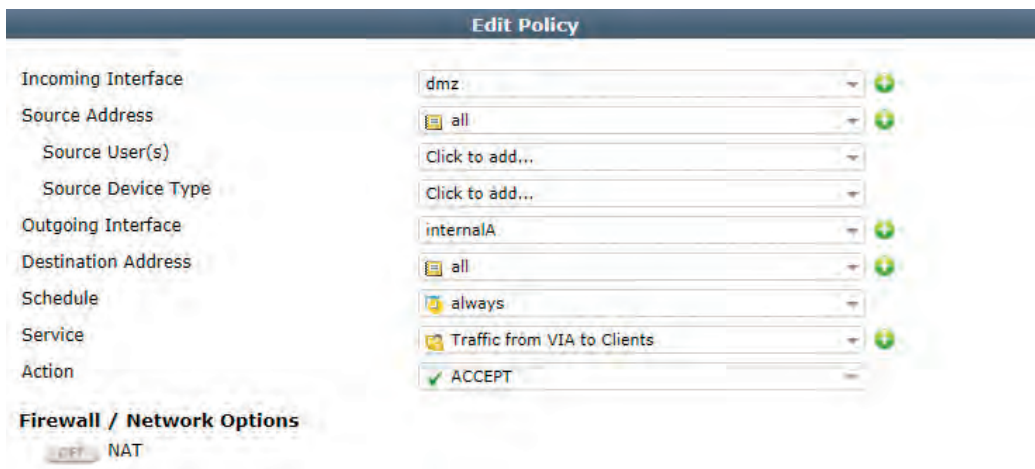 Edit Policy
Incoming Interface dmz
Source Address all
Source User(s) Click to add...
Source Device Type Click to add...
Outgoing Interface internalA
Destination Address all
Schedule always
Service Traffic from VIA to Clients
Action ACCEPT
Firewall / Network Options
OFF NAT